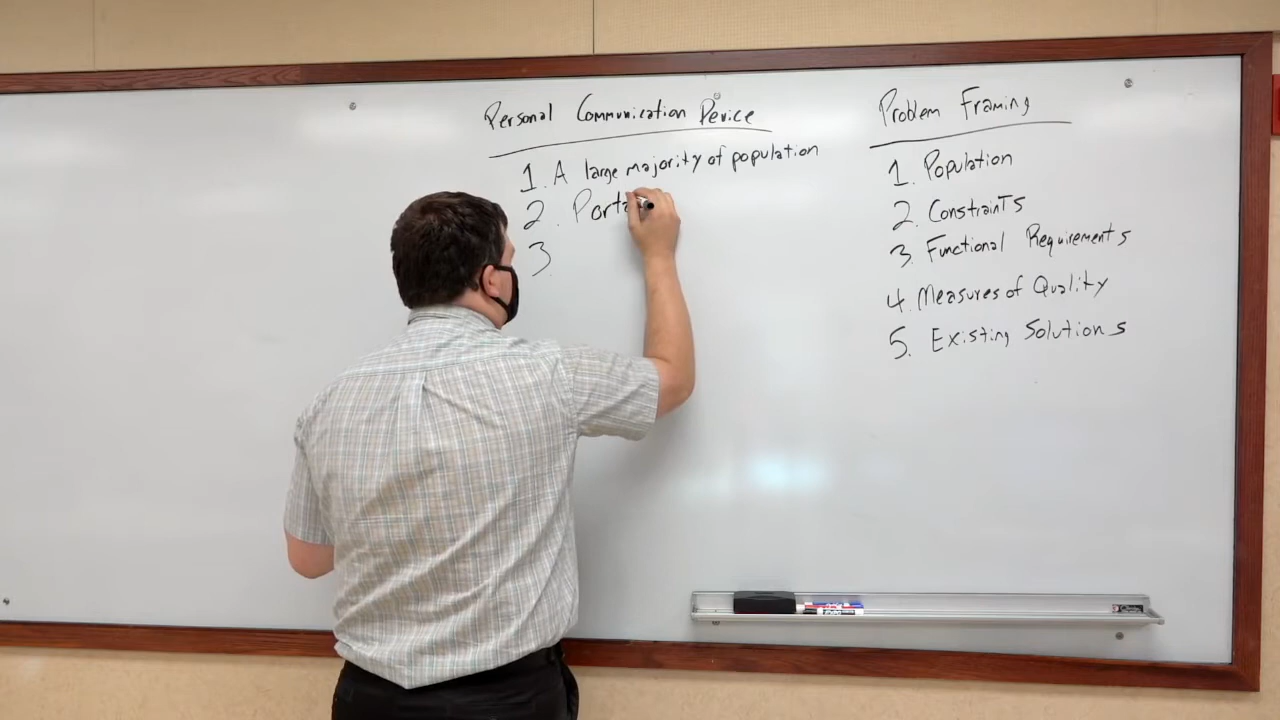 Personal Communication Device
1. A large majority of population
2. Porta
3.
Problem Framing
1. Population
2. Constraints
3. Functional Requirements
4. Measures of Quality
5. Existing Solutions